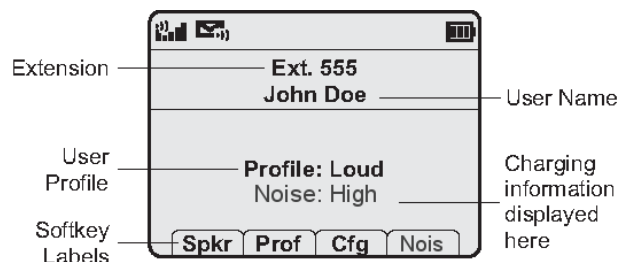 Extension
Ext. 555
John Doe
User Name
User
Profile
Profile: Loud
Noise: High
Charging
information
displayed
here
Softkey
Labels
Spkr Prof Cfg Nois